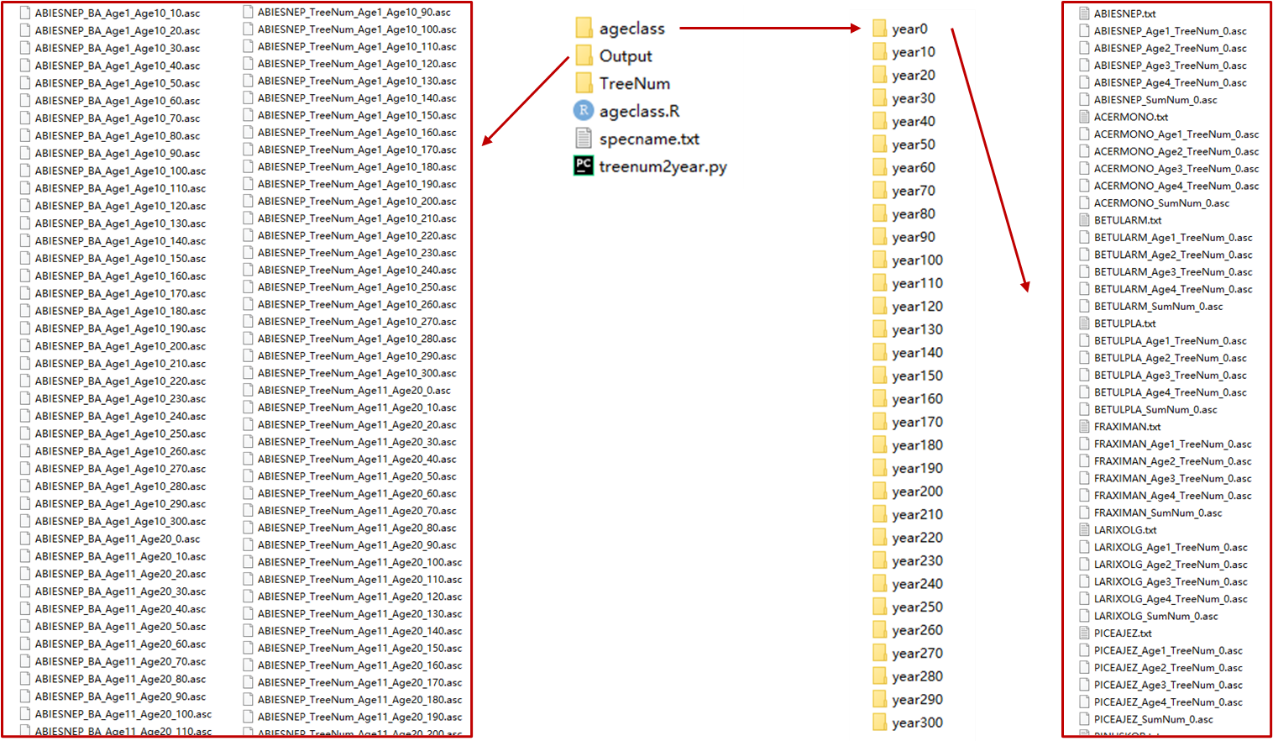 ABIESNEP_BA_Age1_Age10_10.asc
ABIESNEP_BA_Age1_Age10_20.asc
ABIESNEP_BA_Age1_Age10_30.asc
ABIESNEP_BA_Age1_Age10_40.asc
ABIESNEP_BA_Age1_Age10_50.asc
ABIESNEP_BA_Age1_Age10_60.asc
ABIESNEP_BA_Age1_Age10_70.asc
ABIESNEP_BA_Age1_Age10_80.asc
ABIESNEP_BA_Age1_Age10_90.asc
ABIESNEP_BA_Age1_Age10_100.asc
ABIESNEP_BA_Age1_Age10_110.asc
ABIESNEP_BA_Age1_Age10_120.asc
ABIESNEP_BA_Age1_Age10_130.asc
ABIESNEP_BA_Age1_Age10_140.asc
ABIESNEP_BA_Age1_Age10_150.asc
ABIESNEP_BA_Age1_Age10_160.asc
ABIESNEP_BA_Age1_Age10_170.asc
ABIESNEP_BA_Age1_Age10_180.asc
ABIESNEP_BA_Age1_Age10_190.asc
ABIESNEP_BA_Age1_Age10_200.asc
ABIESNEP_BA_Age1_Age10_210.asc
ABIESNEP_BA_Age1_Age10_220.asc
ABIESNEP_BA_Age1_Age10_230.asc
ABIESNEP_BA_Age1_Age10_240.asc
ABIESNEP_BA_Age1_Age10_250.asc
ABIESNEP_BA_Age1_Age10_260.asc
ABIESNEP_BA_Age1_Age10_270.asc
ABIESNEP_BA_Age1_Age10_280.asc
ABIESNEP_BA_Age1_Age10_290.asc
ABIESNEP_BA_Age1_Age10_300.asc
ABIESNEP_BA_Age11_Age20_0.asc
ABIESNEP_BA_Age11_Age20_10.asc
ABIESNEP_BA_Age11_Age20_20.asc
ABIESNEP_BA_Age11_Age20_30.asc
ABIESNEP_BA_Age11_Age20_40.asc
ABIESNEP_BA_Age11_Age20_50.asc
ABIESNEP_BA_Age11_Age20_60.asc
ABIESNEP_BA_Age11_Age20_70.asc
ABIESNEP_BA_Age11_Age20_80.asc
ABIESNEP_BA_Age11_Age20_90.asc
ABIESNEP_BA_Age11_Age20_100.asc
ABIESNEP_BA_Age11_Age20_110.asc
ABIESNEP_TreeNum_Age1_Age10_90.asc
ABIESNEP_TreeNum_Age1_Age10_100.asc
ABIESNEP_TreeNum_Age1_Age10_110.asc
ABIESNEP_TreeNum_Age1_Age10_120.asc
ABIESNEP_TreeNum_Age1_Age10_130.asc
ABIESNEP_TreeNum_Age1_Age10_140.asc
ABIESNEP_TreeNum_Age1_Age10_150.asc
ABIESNEP_TreeNum_Age1_Age10_160.asc
ABIESNEP_TreeNum_Age1_Age10_170.asc
ABIESNEP_TreeNum_Age1_Age10_180.asc
ABIESNEP_TreeNum_Age1_Age10_190.asc
ABIESNEP_TreeNum_Age1_Age10_200.asc
ABIESNEP_TreeNum_Age1_Age10_210.asc
ABIESNEP_TreeNum_Age1_Age10_220.asc
ABIESNEP_TreeNum_Age1_Age10_230.asc
ABIESNEP_TreeNum_Age1_Age10_240.asc
ABIESNEP_TreeNum_Age1_Age10_250.asc
ABIESNEP_TreeNum_Age1_Age10_260.asc
ABIESNEP_TreeNum_Age1_Age10_270.asc
ABIESNEP_TreeNum_Age1_Age10_280.asc
ABIESNEP_TreeNum_Age1_Age10_290.asc
ABIESNEP_TreeNum_Age1_Age10_300.asc
ABIESNEP_TreeNum_Age11_Age20_0.asc
ABIESNEP_TreeNum_Age11_Age20_10.asc
ABIESNEP_TreeNum_Age11_Age20_20.asc
ABIESNEP_TreeNum_Age11_Age20_30.asc
ABIESNEP_TreeNum_Age11_Age20_40.asc
ABIESNEP_TreeNum_Age11_Age20_50.asc
ABIESNEP_TreeNum_Age11_Age20_60.asc
ABIESNEP_TreeNum_Age11_Age20_70.asc
ABIESNEP_TreeNum_Age11_Age20_80.asc
ABIESNEP_TreeNum_Age11_Age20_90.asc
ABIESNEP_TreeNum_Age11_Age20_100.asc
ABIESNEP_TreeNum_Age11_Age20_110.asc
ABIESNEP_TreeNum_Age11_Age20_120.asc
ABIESNEP_TreeNum_Age11_Age20_130.asc
ABIESNEP_TreeNum_Age11_Age20_140.asc
ABIESNEP_TreeNum_Age11_Age20_150.asc
ABIESNEP_TreeNum_Age11_Age20_160.asc
ABIESNEP_TreeNum_Age11_Age20_170.asc
ABIESNEP_TreeNum_Age11_Age20_180.asc
ABIESNEP_TreeNum_Age11_Age20_190.asc
ABIESNEP_TreeNum_Age11_Age20_200.asc
ageclass
Output
TreeNum
R ageclass.R
specname.txt
PC treenum2year.py
year0
year10
year20
year30
year40
year50
year60
year70
year80
year90
year100
year110
year120
year130
year140
year150
year160
year170
year180
year190
year200
year210
year220
year230
year240
year250
year260
year270
year280
year290
year300
ABIESNEP.txt
ABIESNEP_Age1_TreeNum_0.asc
ABIESNEP_Age2_TreeNum_0.asc
ABIESNEP_Age3_TreeNum_0.asc
ABIESNEP_Age4_TreeNum_0.asc
ABIESNEP_SumNum_0.asc
ACERMONO.txt
ACERMONO_Age1_TreeNum_0.asc
ACERMONO_Age2_TreeNum_0.asc
ACERMONO_Age3_TreeNum_0.asc
ACERMONO_Age4_TreeNum_0.asc
ACERMONO_SumNum_0.asc
BETULARM.txt
BETULARM_Age1_TreeNum_0.asc
BETULARM_Age2_TreeNum_0.asc
BETULARM_Age3_TreeNum_0.asc
BETULARM_Age4_TreeNum_0.asc
BETULARM_SumNum_0.asc
BETULPLA.txt
BETULPLA_Age1_TreeNum_0.asc
BETULPLA_Age2_TreeNum_0.asc
BETULPLA_Age3_TreeNum_0.asc
BETULPLA_Age4_TreeNum_0.asc
BETULPLA_SumNum_0.asc
FRAXIMAN.txt
FRAXIMAN_Age1_TreeNum_0.asc
FRAXIMAN_Age2_TreeNum_0.asc
FRAXIMAN_Age3_TreeNum_0.asc
FRAXIMAN_Age4_TreeNum_0.asc
FRAXIMAN_SumNum_0.asc
LARIXOLG.txt
LARIXOLG_Age1_TreeNum_0.asc
LARIXOLG_Age2_TreeNum_0.asc
LARIXOLG_Age3_TreeNum_0.asc
LARIXOLG_Age4_TreeNum_0.asc
LARIXOLG_SumNum_0.asc
PICEAJEZ.txt
PICEAJEZ_Age1_TreeNum_0.asc
PICEAJEZ_Age2_TreeNum_0.asc
PICEAJEZ_Age3_TreeNum_0.asc
PICEAJEZ_Age4_TreeNum_0.asc
PICEAJEZ_SumNum_0.asc